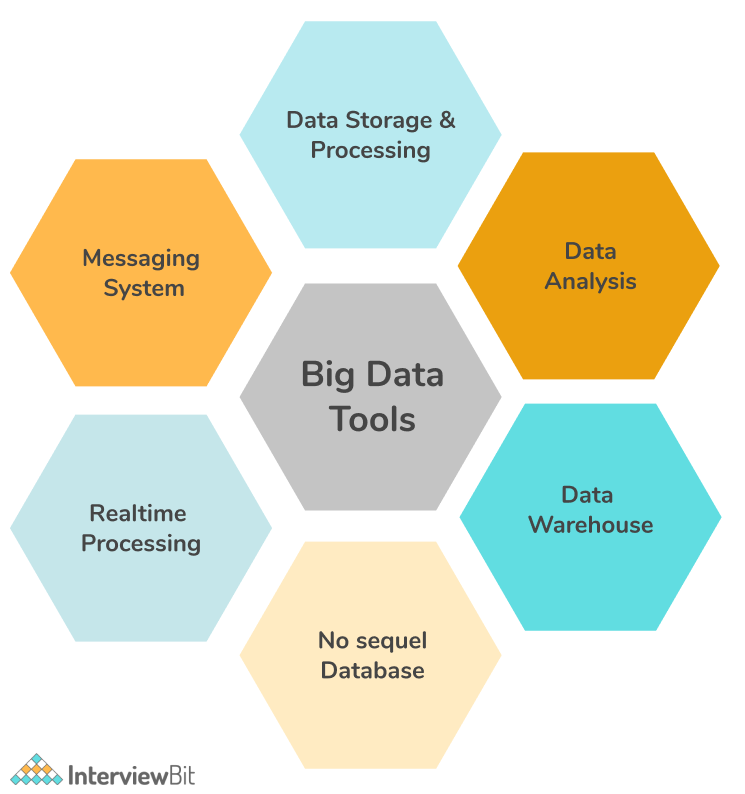 Data Storage &
Processing
Messaging
System
Data
Analysis
Big Data
Tools
Realtime
Processing
Data
Warehouse
No sequel
Database
InterviewBit